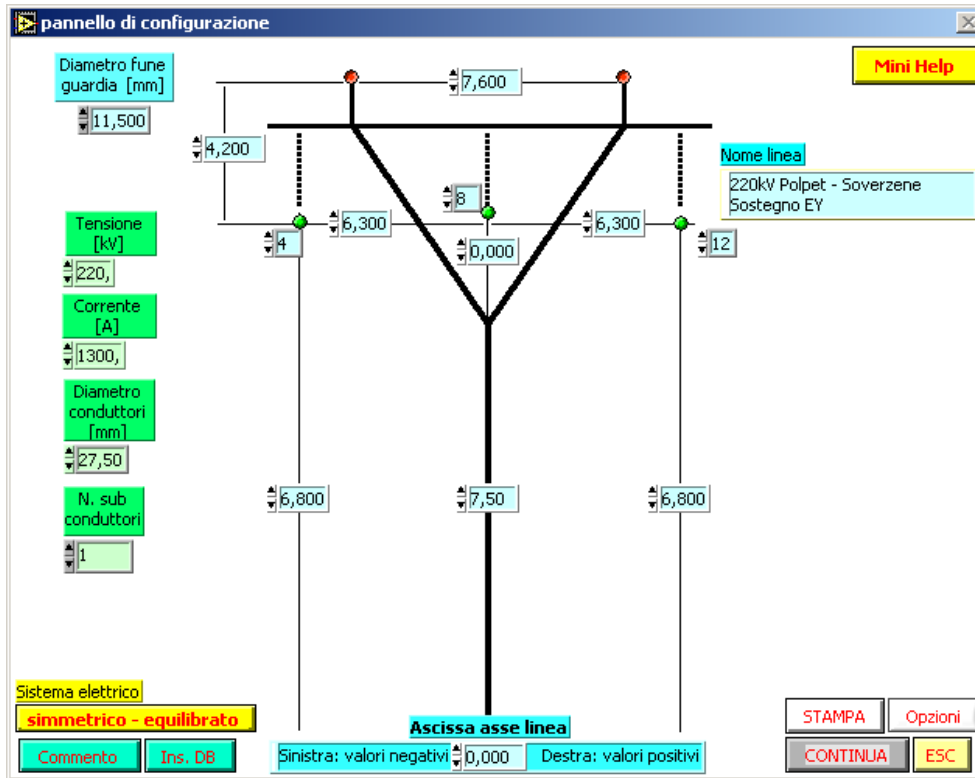 pannello di configurazione
Diametro fune
guardia [mm]
11,500
7,600
Mini Help
4,200
Nome linea
220kV Polpet - Soverzene
Sostegno EY
8
6,300
6,300
4
0,000
12
Tensione
[kV]
220,
Corrente
[A]
1300,
Diametro
conduttori
[mm]
27,50
N. sub
conduttori
1
6,800
7,50
6,800
Sistema elettrico
simmetrico - equilibrato
Commento
Ins. DB
Ascissa asse linea
Sinistra: valori negativi
0,000
Destra: valori positivi
STAMPA
Opzioni
CONTINUA
ESC